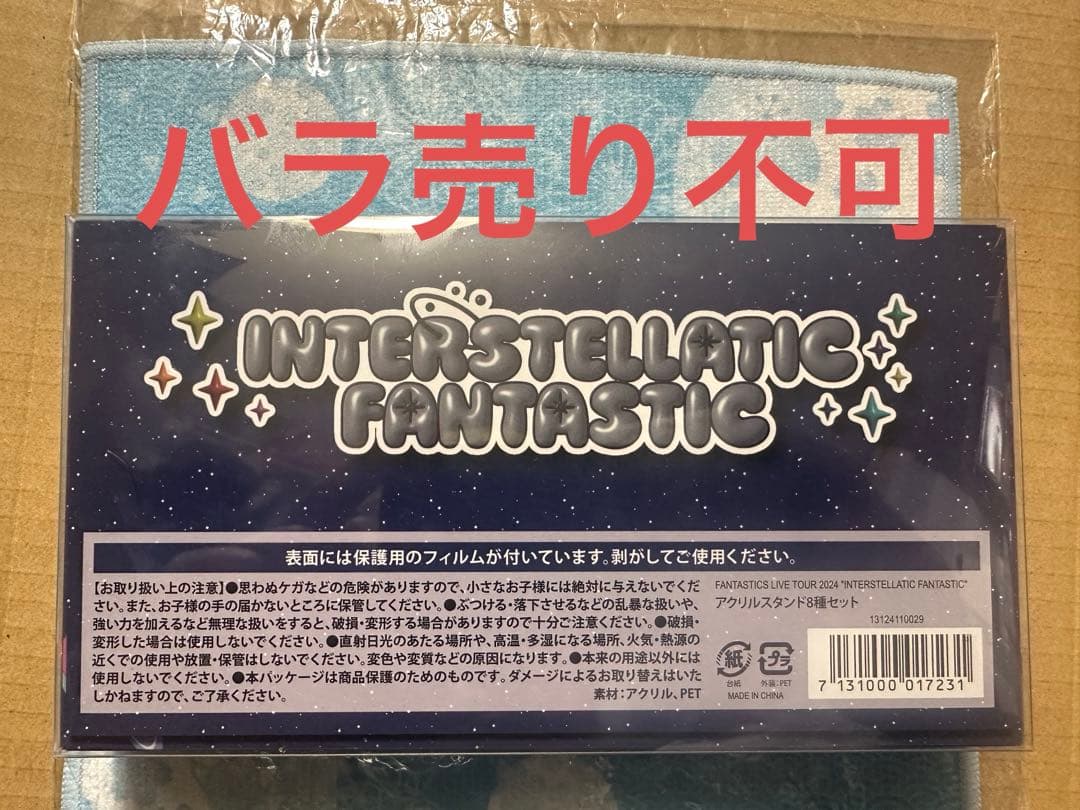 バラ売り不可
INTERSTELLATIC
FANTASTIC
表面には保護用のフィルムが付いています。剥がしてご使用ください。
【お取り扱い上の注意】●思わぬケガなどの危険がありますので、小さなお子様には絶対に与えないでくだ
さい。また、お子様の手の届かないところに保管してください。●ぶつける・落下させるなどの乱暴な扱いや、
強い力を加えるなど無理な扱いをすると、破損・変形する場合がありますので十分ご注意ください。●破損・
変形した場合は使用しないでください。●直射日光のあたる場所や、高温・多湿になる場所、火気・熱源の
近くでの使用や放置・保管はしないでください。変色や変質などの原因になります。●本来の用途以外には
使用しないでください。●本パッケージは商品保護のためのものです。ダメージによるお取り替えはいた
しかねますので、ご了承ください。
素材：アクリル、PET
FANTASTICS LIVE TOUR 2024 "INTERSTELLATIC FANTASTIC"
アクリルスタンド8種セット
13124110029
紙
台紙
プラ
外装：PET
MADE IN CHINA
7 131000 017231